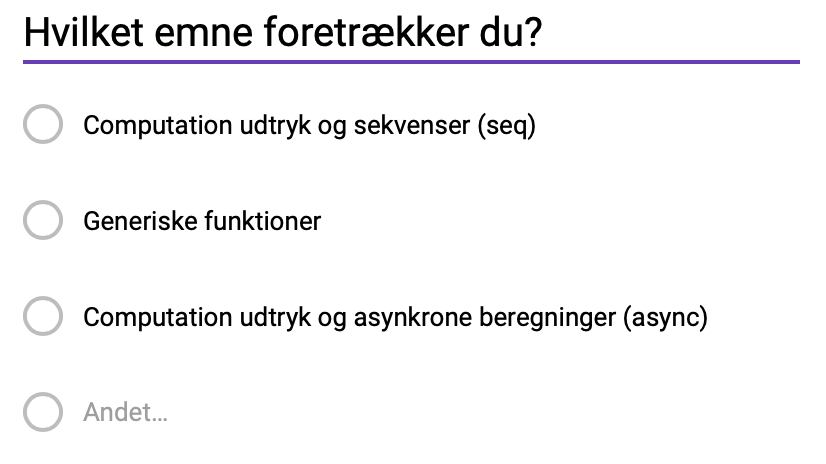 Hvilket emne foretrækker du?
Computation udtryk og sekvenser (seq)
Generiske funktioner
Computation udtryk og asynkrone beregninger (async)
Andet...